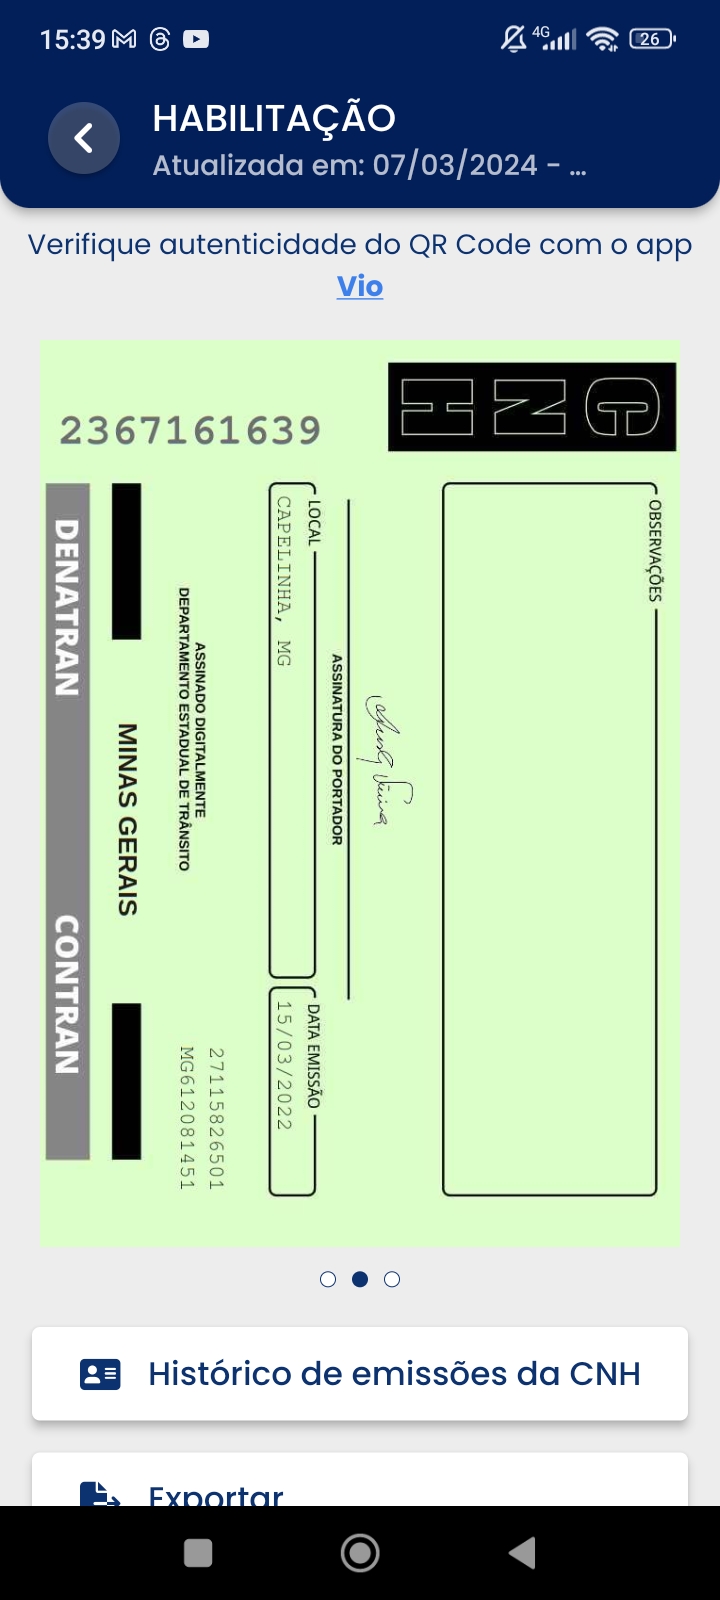 15:39
4G
26
HABILITAÇÃO
Atualizada em: 07/03/2024 - ...
Verifique autenticidade do QR Code com o app
Vio
CNH
OBSERVAÇÕES
ASSINATURA DO PORTADOR
LOCAL
CAPELINHA, MG
DATA EMISSÃO
15/03/2022
27115826501
MG612081451
ASSINADO DIGITALMENTE
DEPARTAMENTO ESTADUAL DE TRÂNSITO
MINAS GERAIS
DENATRAN CONTRAN
2367161639
Histórico de emissões da CNH
Exportar